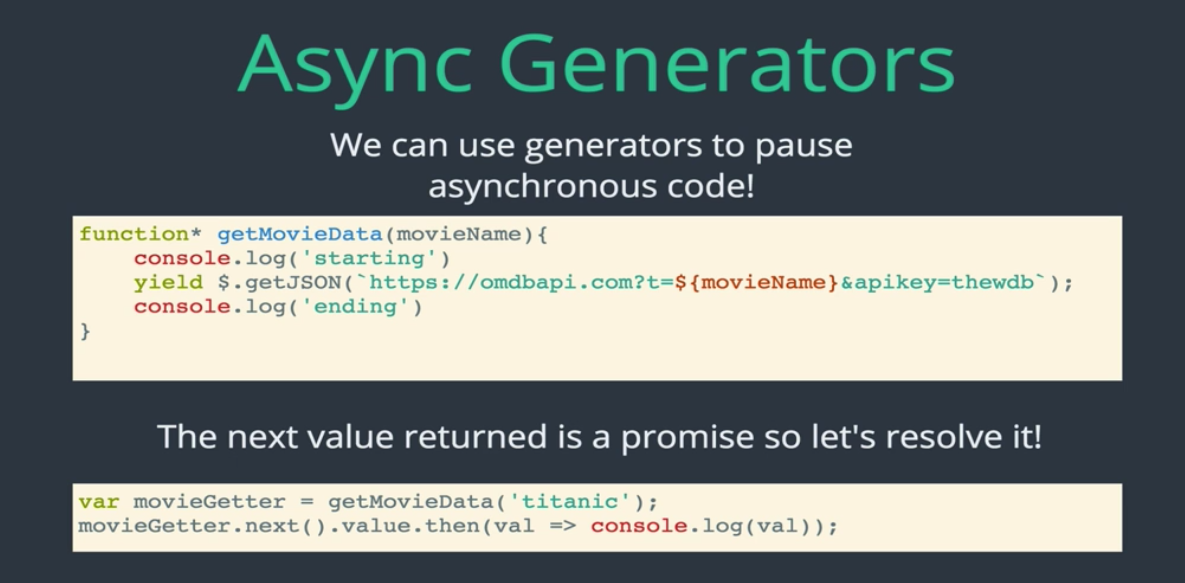 Async Generators
We can use generators to pause
asynchronous code!
function* getMovieData(movieName){
    console.log('starting')
    yield $.getJSON(`https://omdbapi.com?t=${movieName}&apikey=thewdb`);
    console.log('ending')
}
The next value returned is a promise so let's resolve it!
var movieGetter = getMovieData('titanic');
movieGetter.next().value.then(val => console.log(val));